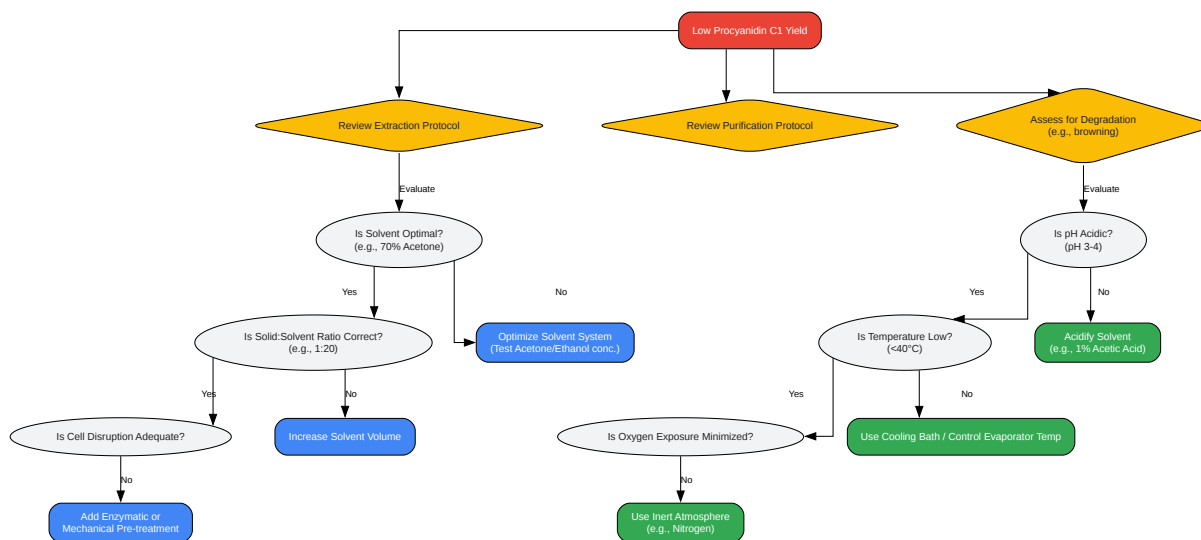 Low Procyanidin C1 Yield
Review Extraction Protocol
Review Purification Protocol
Assess for Degradation
(e.g., browning)
Evaluate
Evaluate
Is Solvent Optimal?
(e.g., 70% Acetone)
Is pH Acidic?
(pH 3-4)
Yes
No
Yes
No
Is Solid:Solvent Ratio Correct?
(e.g., 1:20)
Optimize Solvent System
(Test Acetone/Ethanol conc.)
Is Temperature Low?
(<40°C)
Acidify Solvent
(e.g., 1% Acetic Acid)
Yes
No
Yes
No
Is Cell Disruption Adequate?
Increase Solvent Volume
Is Oxygen Exposure Minimized?
Use Cooling Bath / Control Evaporator Temp
No
No
Add Enzymatic or
Mechanical Pre-treatment
Use Inert Atmosphere
(e.g., Nitrogen)